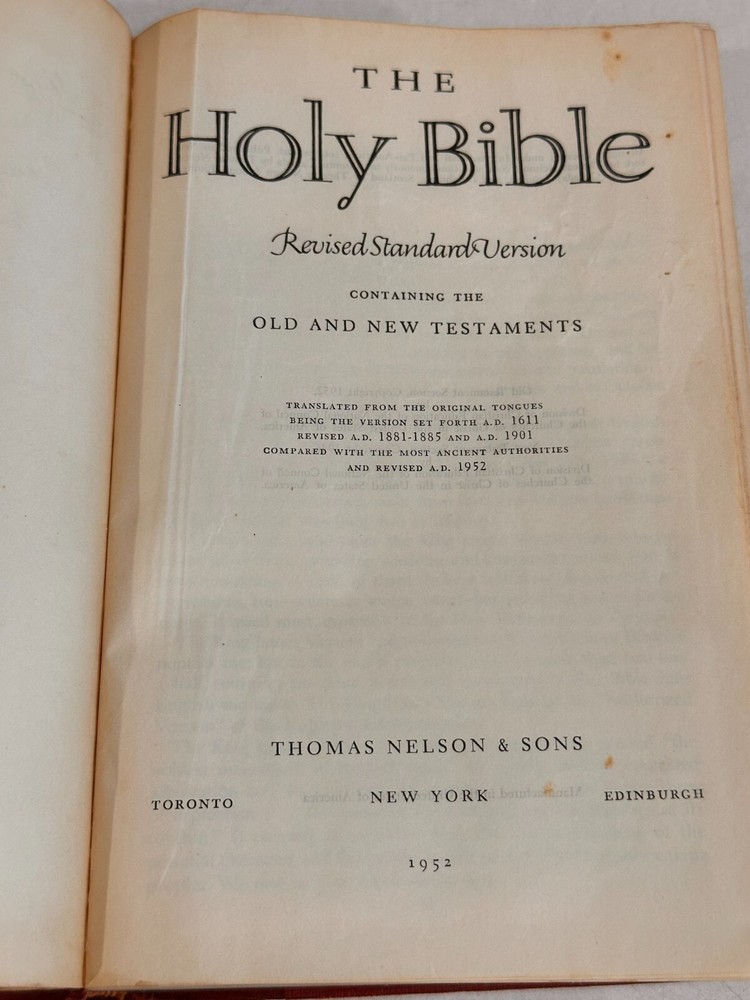 THE
Holy Bible
Revised Standard Version
CONTAINING THE
OLD AND NEW TESTAMENTS
TRANSLATED FROM THE ORIGINAL TONGUES
BEING THE VERSION SET FORTH A.D. 1611
REVISED A.D. 1881-1885 AND A.D. 1901
COMPARED WITH THE MOST ANCIENT AUTHORITIES
AND REVISED A.D. 1952
THOMAS NELSON & SONS
TORONTO NEW YORK EDINBURGH
1952